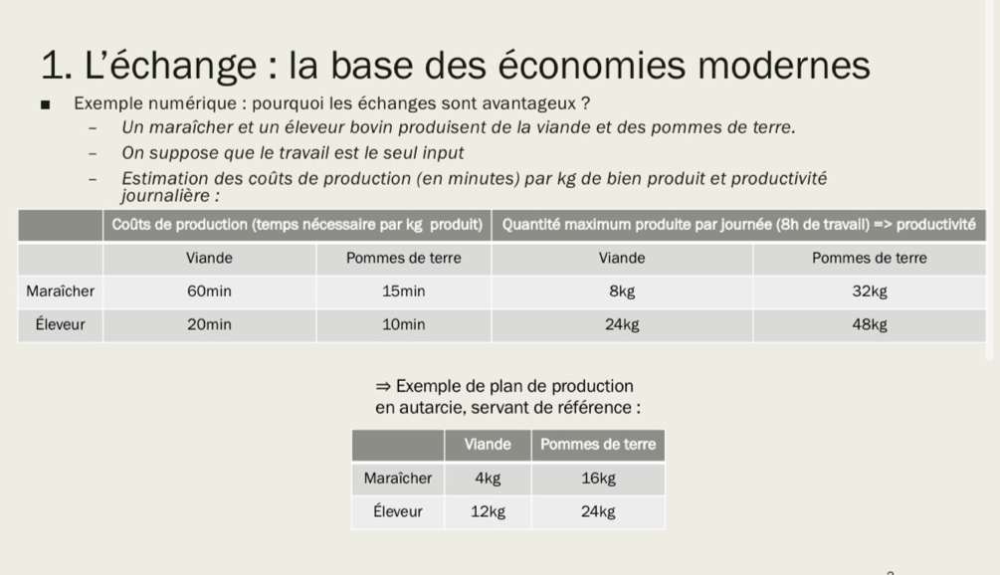 1. L’échange : la base des économies modernes
■ Exemple numérique : pourquoi les échanges sont avantageux ?
– Un maraîcher et un éleveur bovin produisent de la viande et des pommes de terre.
– On suppose que le travail est le seul input
– Estimation des coûts de production (en minutes) par kg de bien produit et productivité
journalière :
Coûts de production (temps nécessaire par kg produit) Quantité maximum produite par journée (8h de travail) => productivité
Viande Pommes de terre Viande Pommes de terre
Maraîcher 60min 15min 8kg 32kg
Éleveur 20min 10min 24kg 48kg
⇒ Exemple de plan de production
en autarcie, servant de référence :
Viande Pommes de terre
Maraîcher 4kg 16kg
Éleveur 12kg 24kg